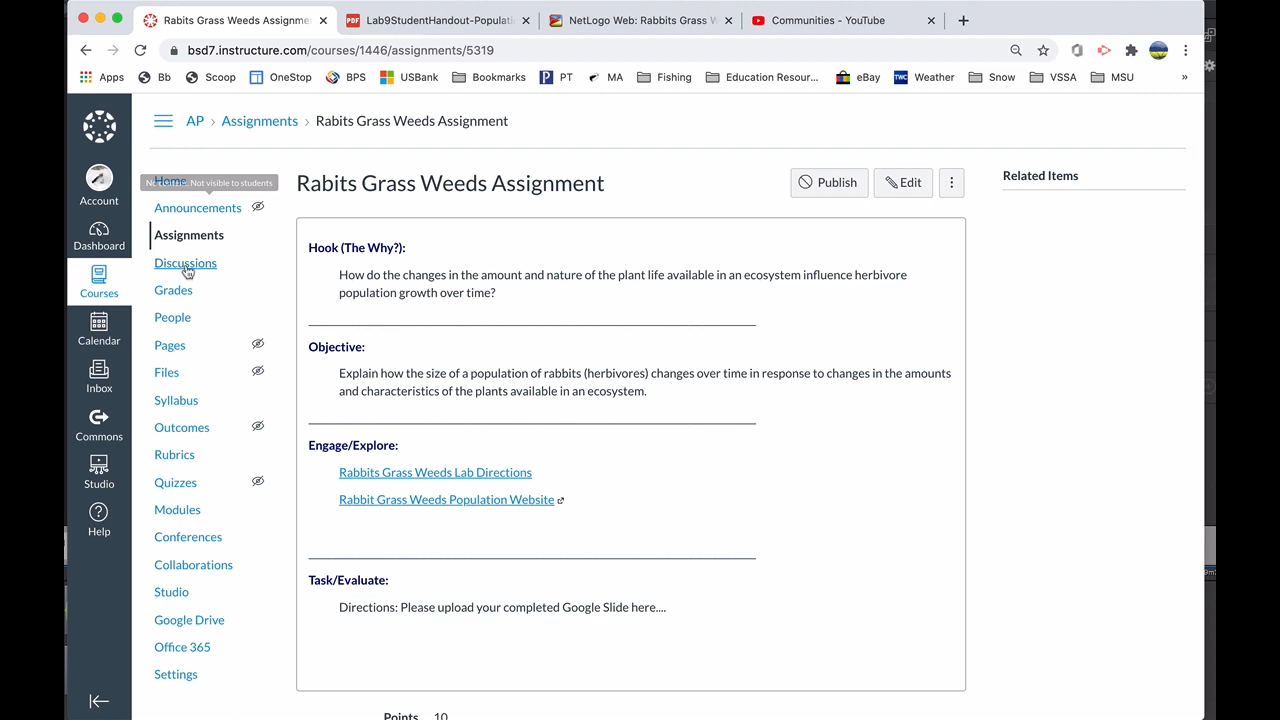 Rabits Grass Weeds Assignme
Lab9StudentHandout-Populati
NetLogo Web: Rabbits Grass W
Communities - YouTube
bsd7.instructure.com/courses/1446/assignments/5319
Apps
Bb
Scoop
OneStop
BPS
USBank
Bookmarks
PT
MA
Fishing
Education Resour...
eBay
Weather
Snow
VSSA
MSU
»
AP › Assignments › Rabits Grass Weeds Assignment
Account
Dashboard
Courses
Calendar
Inbox
Commons
Studio
Help
Home
Not visible to students
Announcements
Assignments
Discussions
Grades
People
Pages
Files
Syllabus
Outcomes
Rubrics
Quizzes
Modules
Conferences
Collaborations
Studio
Google Drive
Office 365
Settings
Rabits Grass Weeds Assignment
Publish
Edit
Related Items
Hook (The Why?):
How do the changes in the amount and nature of the plant life available in an ecosystem influence herbivore
population growth over time?
Objective:
Explain how the size of a population of rabbits (herbivores) changes over time in response to changes in the amounts
and characteristics of the plants available in an ecosystem.
Engage/Explore:
Rabbits Grass Weeds Lab Directions
Rabbit Grass Weeds Population Website
Task/Evaluate:
Directions: Please upload your completed Google Slide here....
Points 10